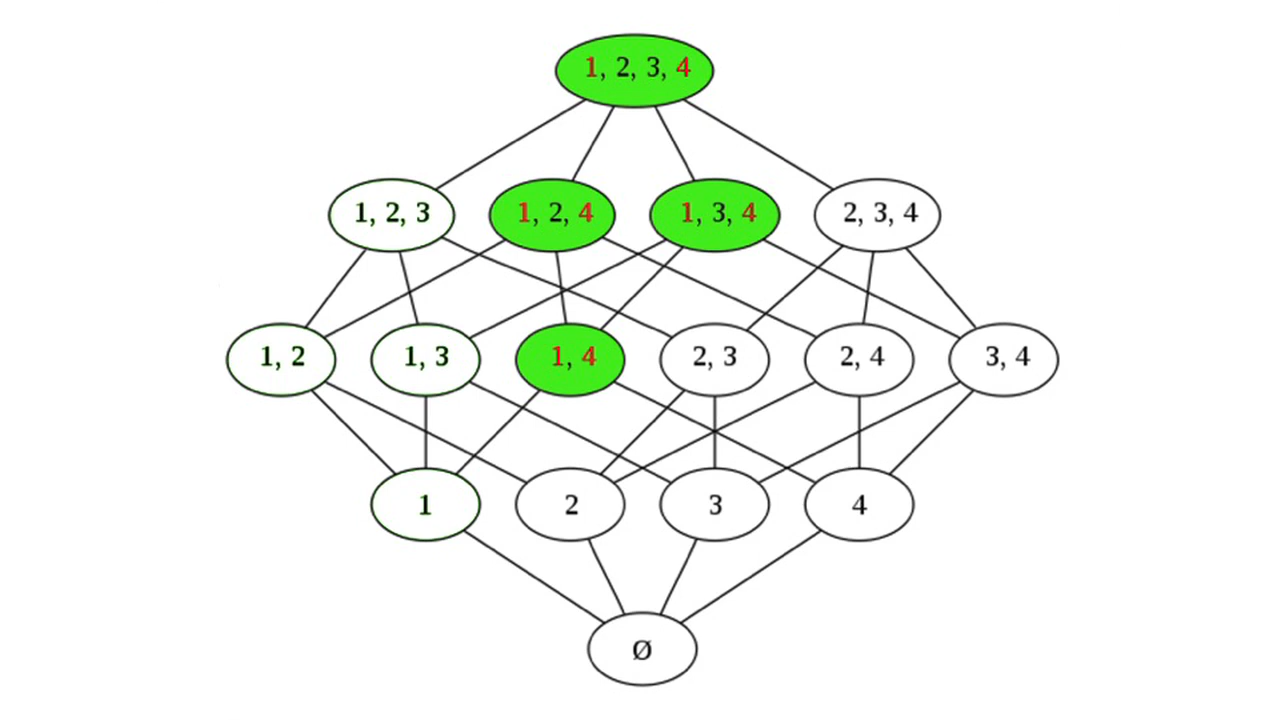 1, 2, 3, 4
1, 2, 3
1, 2, 4
1, 3, 4
2, 3, 4
1, 2
1, 3
1, 4
2, 3
2, 4
3, 4
1
2
3
4
Ø